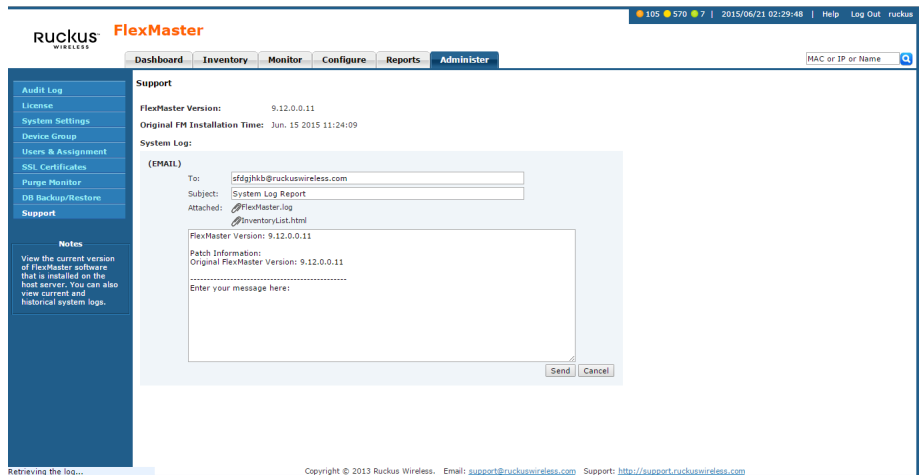 105 570 7 | 2015/06/21 02:29:48 | Help Log Out ruckus
Ruckus WIRELESS
FlexMaster
Dashboard Inventory Monitor Configure Reports Administer
MAC or IP or Name
Audit Log
License
System Settings
Device Group
Users & Assignment
SSL Certificates
Purge Monitor
DB Backup/Restore
Support
Notes
View the current version
of FlexMaster software
that is installed on the
host server. You can also
view current and
historical system logs.
Support
FlexMaster Version: 9.12.0.0.11
Original FM Installation Time: Jun. 15 2015 11:24:09
System Log:
(EMAIL)
To: sfdgjhkb@ruckuswireless.com
Subject: System Log Report
Attached: FlexMaster.log
InventoryList.html
FlexMaster Version: 9.12.0.0.11
Patch Information:
Original FlexMaster Version: 9.12.0.0.11
-----------------------------------------------
Enter your message here:
Send Cancel
Retrieving the log...
Copyright © 2013 Ruckus Wireless. Email: support@ruckuswireless.com Support: http://support.ruckuswireless.com